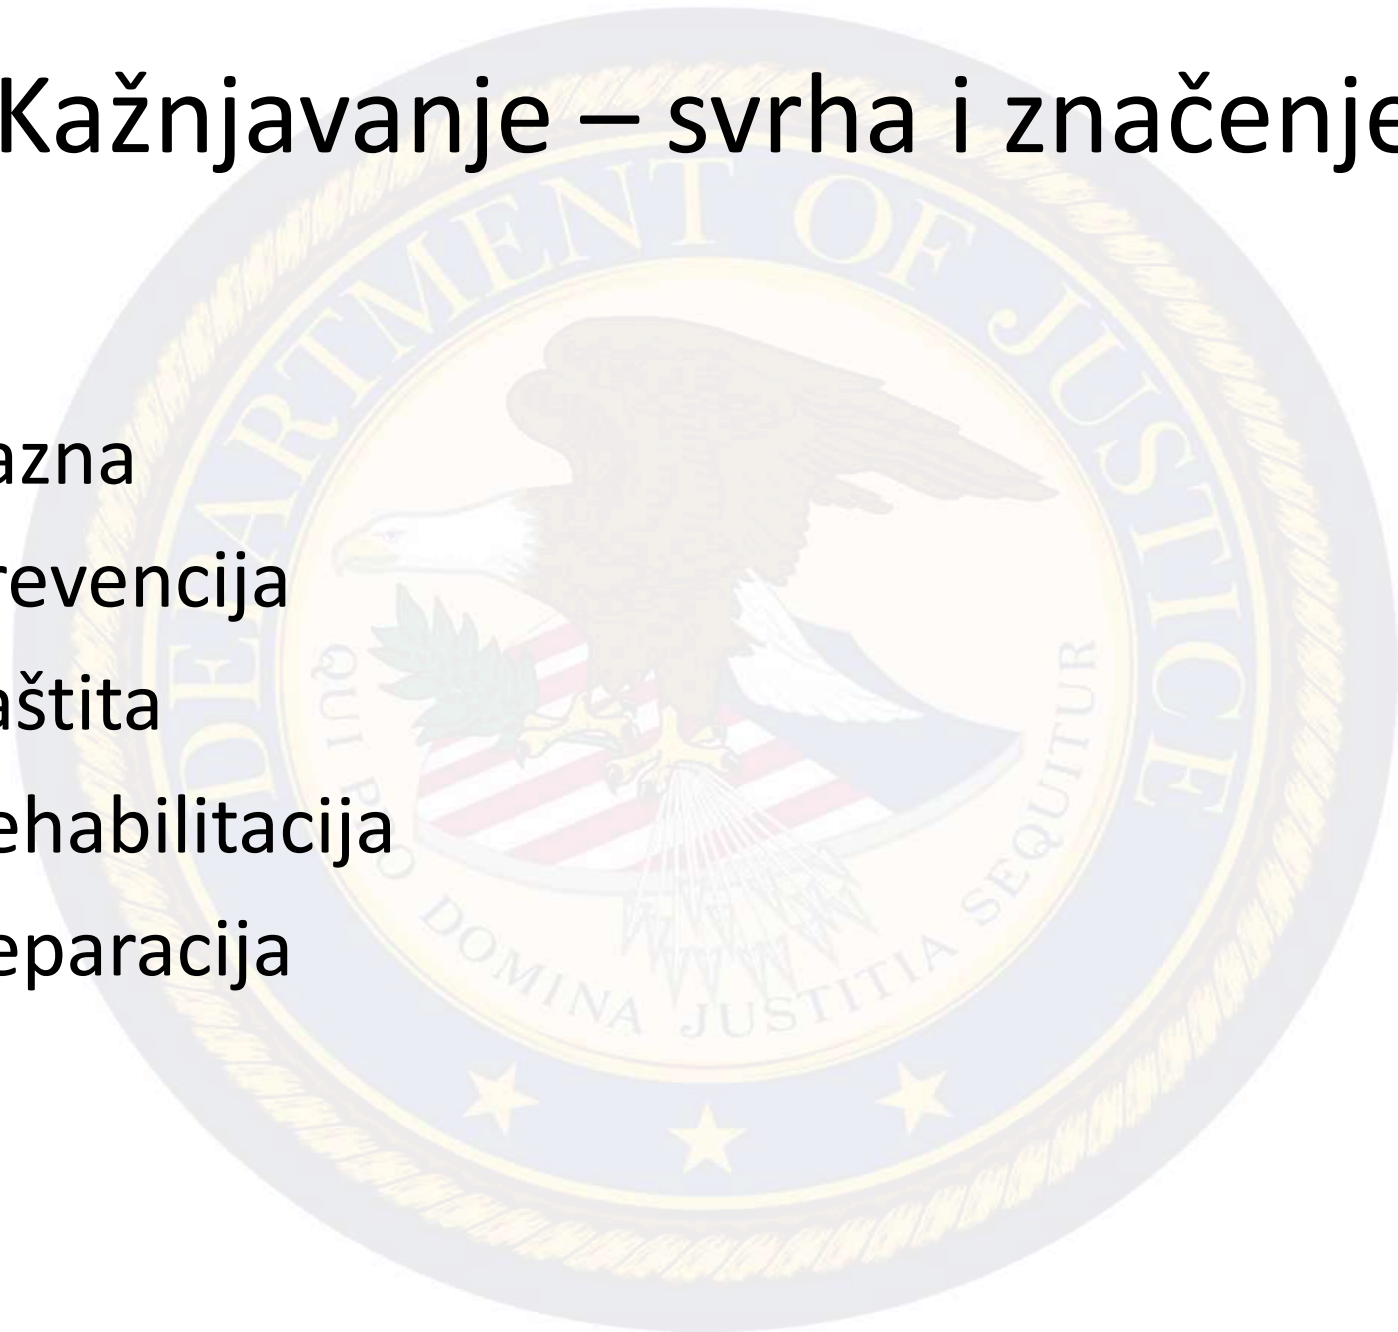 Kažnjavanje – svrha i značenje
azna
revencija
aštita
ehabilitacija
eparacija
DEPARTMENT OF JUSTICE
QUI PRO DOMINA JUSTITIA SEQUITUR